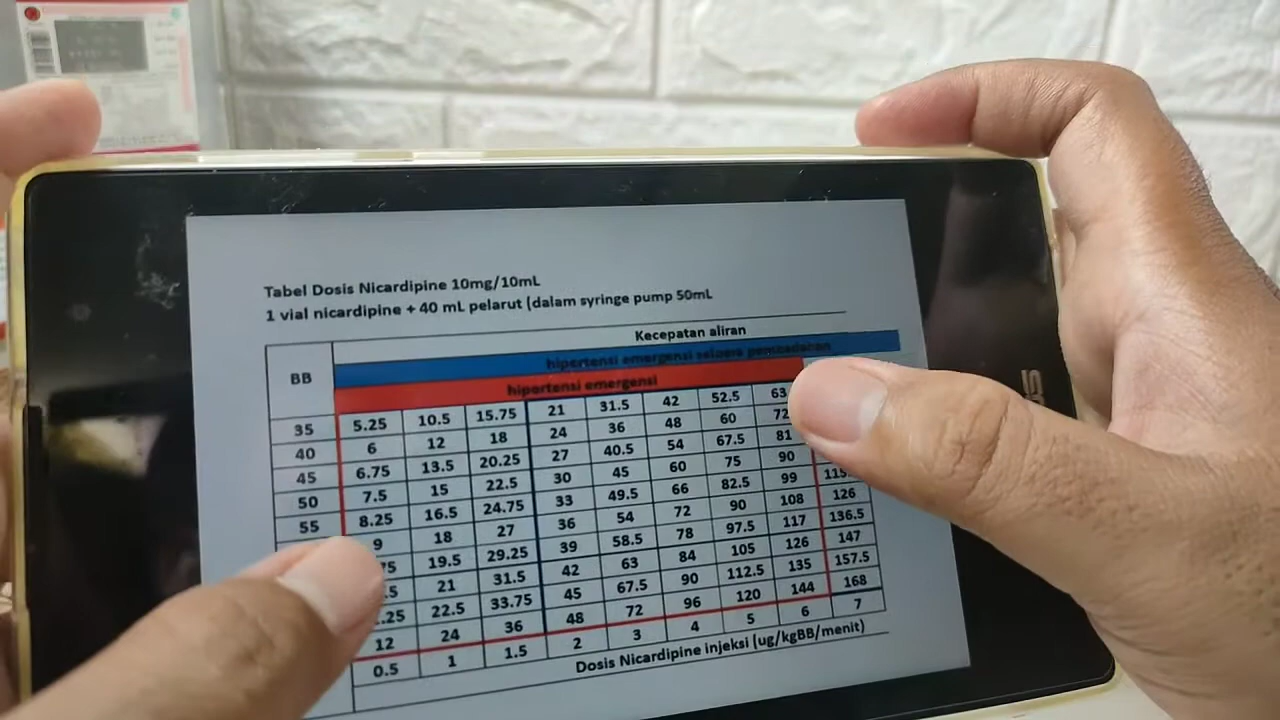 Tabel Dosis Nicardipine 10mg/10mL
1 vial nicardipine + 40 mL pelarut (dalam syringe pump 50mL
BB
Kecepatan aliran
hipertensi emergensi
35 5.25 10.5 15.75 21 31.5 42 52.5 63
40 6 12 18 24 36 48 60 72
45 6.75 13.5 20.25 27 40.5 54 67.5 81
50 7.5 15 22.5 30 45 60 75 90
55 8.25 16.5 24.75 33 49.5 66 82.5 99
9 18 27 36 54 72 90 108 126
19.5 29.25 39 58.5 78 97.5 117 136.5
21 31.5 42 63 84 105 126 147
22.5 33.75 45 67.5 90 112.5 135 157.5
12 24 36 48 72 96 120 144 168
0.5 1 1.5 2 3 4 5 6 7
Dosis Nicardipine injeksi (ug/kgBB/menit)